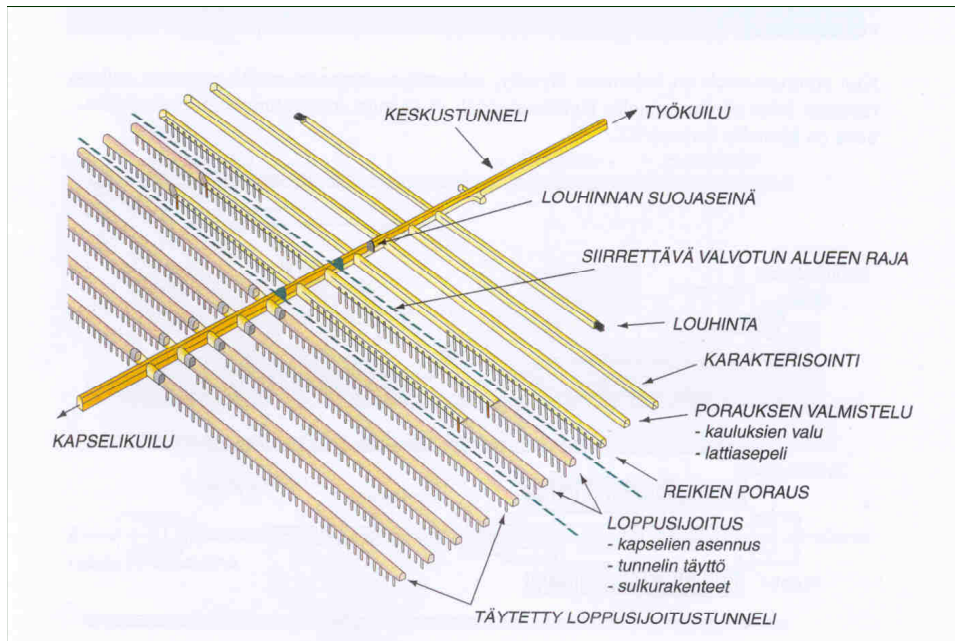 TYÖKUILU
KESKUSTUNNELI
LOUHINNAN SUOJASEINÄ
SIIRRETTÄVÄ VALVOTUN ALUEEN RAJA
LOUHINTA
KARAKTERISOINTI
PORAUKSEN VALMISTELU
- kauluksien valu
- lattiasepeli
KAPSELIKUILU
REIKIEN PORAUS
LOPPUSIJOITUS
- kapselien asennus
- tunnelin täyttö
- sulkurakenteet
TÄYTETTY LOPPUSIJOITUSTUNNELI